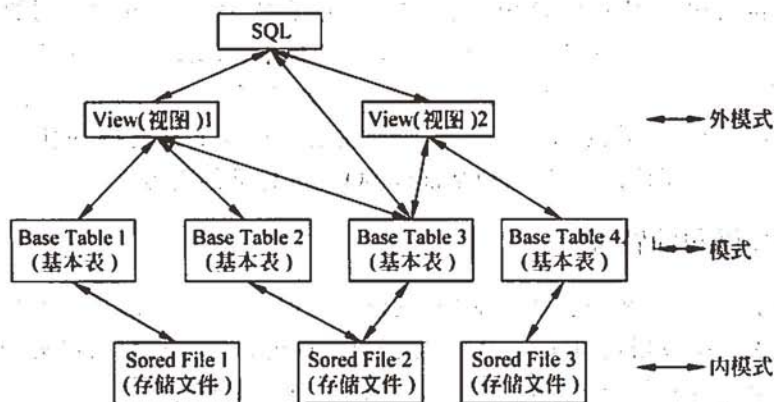 SQL
View(视图)1
View(视图)2
外模式
Base Table 1
(基本表)
Base Table 2
(基本表)
Base Table 3
(基本表)
Base Table 4
(基本表)
模式
Sored File 1
(存储文件)
Sored File 2
(存储文件)
Sored File 3
(存储文件)
内模式